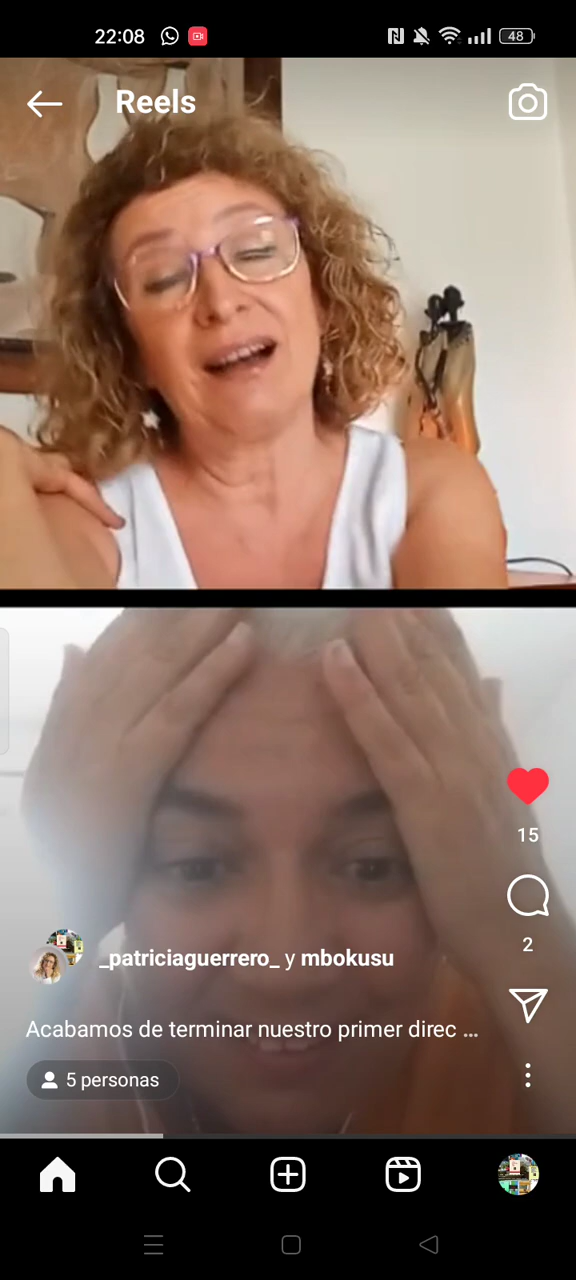 22:08
48
Reels
15
2
_patriciaguerrero_ y mbokusu
Acabamos de terminar nuestro primer direc ...
5 personas